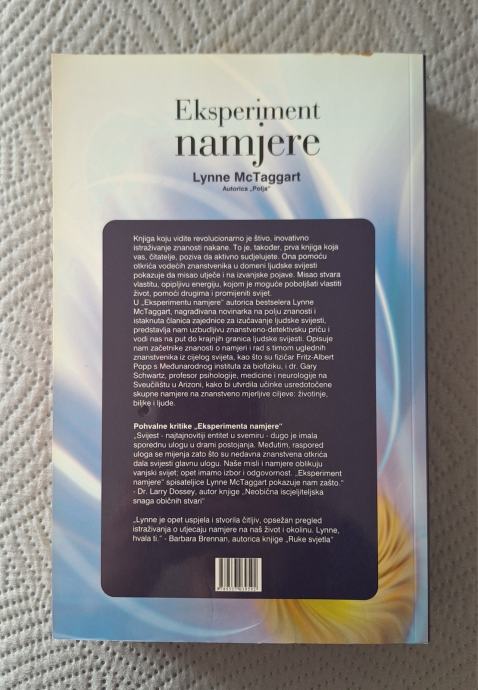 Eksperiment
namjere
Lynne McTaggart
Autorica „Polja“
Knjiga koju vidite revolucionarno je štivo, inovativno
istraživanje znanosti nakane. To je, također, prva knjiga koja
vas, čitatelje, poziva da aktivno sudjelujete. Ona pomoću
otkrića vodećih znanstvenika u domeni ljudske svijesti
pokazuje da misao utječe i na izvanjske pojave. Misao stvara
vlastitu, opipljivu energiju, kojom je moguće poboljšati vlastiti
život, pomoći drugima i promijeniti svijet.
U „Eksperimentu namjere“ autorica bestselera Lynne
McTaggart, nagrađivana novinarka na polju znanosti i
istaknuta članica zajednice za izučavanje ljudske svijesti,
predstavlja nam uzbudljivu znanstveno-detektivsku priču i
vodi nas na put do krajnjih granica ljudske svijesti. Opisuje
nam začetnike znanosti o namjeri i rad s timom uglednih
znanstvenika iz cijelog svijeta, kao što su fizičar Fritz-Albert
Popp s Međunarodnog instituta za biofiziku, i dr. Gary
Schwartz, profesor psihologije, medicine i neurologije na
Sveučilištu u Arizoni, kako bi utvrdila učinke usredotočene
skupne namjere na znanstveno mjerljive ciljeve: životinje,
biljke i ljude.
Pohvalne kritike „Eksperimenta namjere“
„Svijest - najtajnovitiji entitet u svemiru - dugo je imala
sporednu ulogu u drami postojanja. Međutim, raspored
uloga se mijenja zato što su nedavna znanstvena otkrića
dala svijesti glavnu ulogu. Naše misli i namjere oblikuju
vanjski svijet; opet imamo izbor i odgovornost. „Eksperiment
namjere“ spisateljice Lynne McTaggart pokazuje nam zašto.“
- Dr. Larry Dossey, autor knjige „Neobična iscjeljiteljska
snaga običnih stvari“
„Lynne je opet uspjela i stvorila čitljiv, opsežan pregled
istraživanja o utjecaju namjere na naš život i okolinu. Lynne,
hvala ti.“ - Barbara Brennan, autorica knjige „Ruke svjetla“